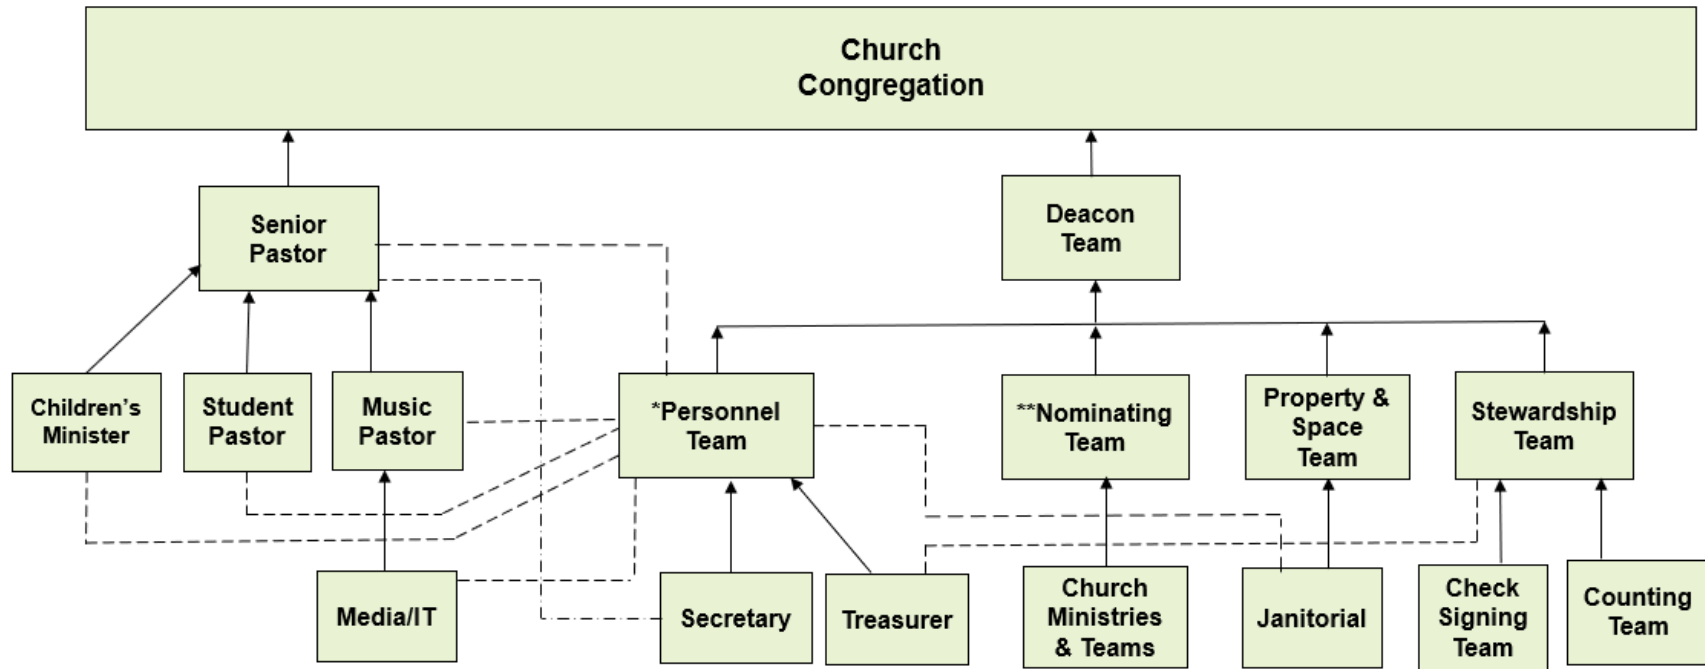 Church
Congregation
Senior
Pastor
Deacon
Team
Children's
Minister
Student
Pastor
Music
Pastor
*Personnel
Team
**Nominating
Team
Property &
Space
Team
Stewardship
Team
Media/IT
Secretary
Treasurer
Church
Ministries
& Teams
Janitorial
Check
Signing
Team
Counting
Team